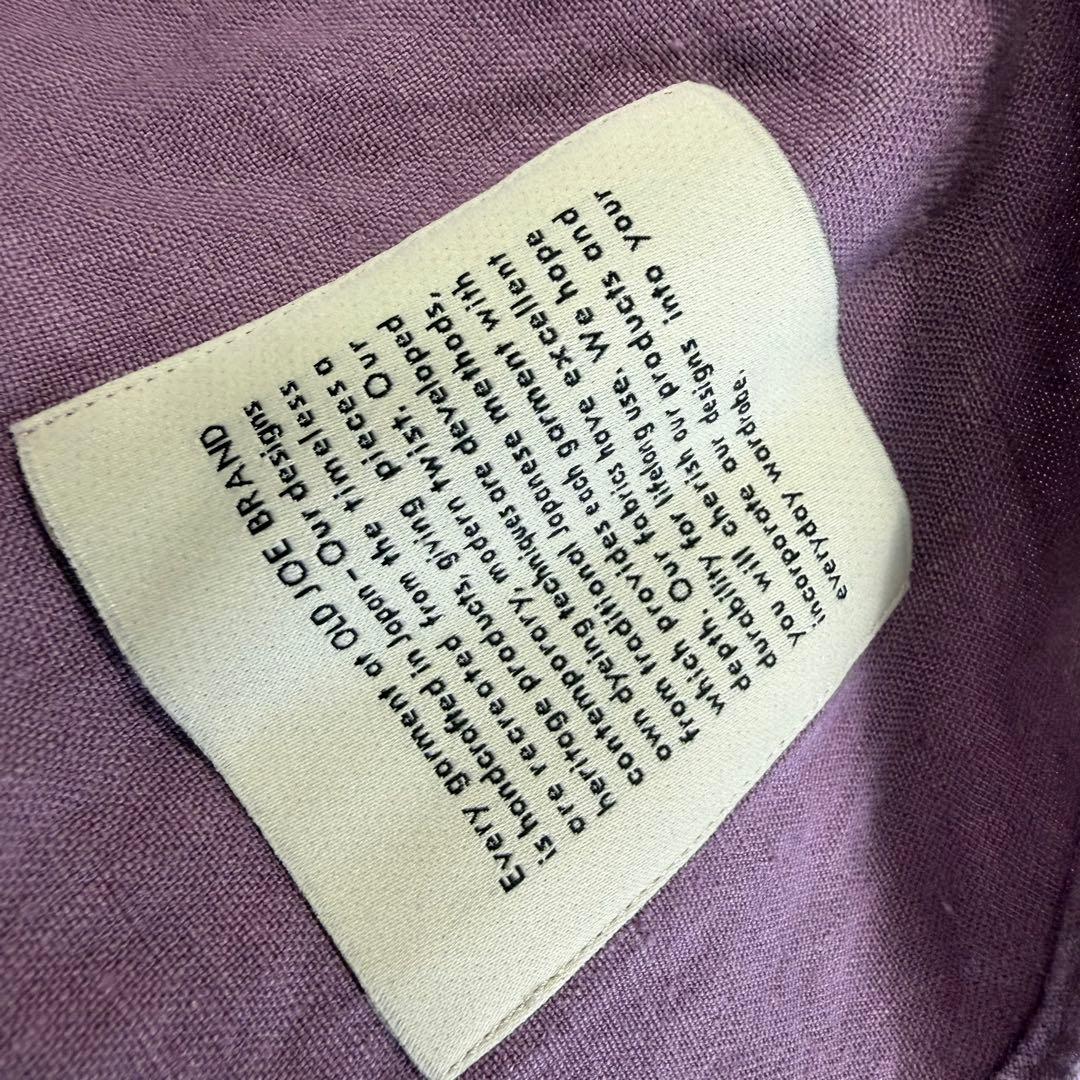 Every garment at OLD JOE BRAND
is handcrafted in Japan – Our designs
are recreated from the timeless
heritage products, giving pieces a
contemporary, modern twist. Our
own dyeing techniques are developed
from traditional Japanese methods,
which provides each garment with
depth. Our fabrics have excellent
durability for lifelong use. We hope
you will cherish our products and
incorporate our designs into your
everyday wardrobe.